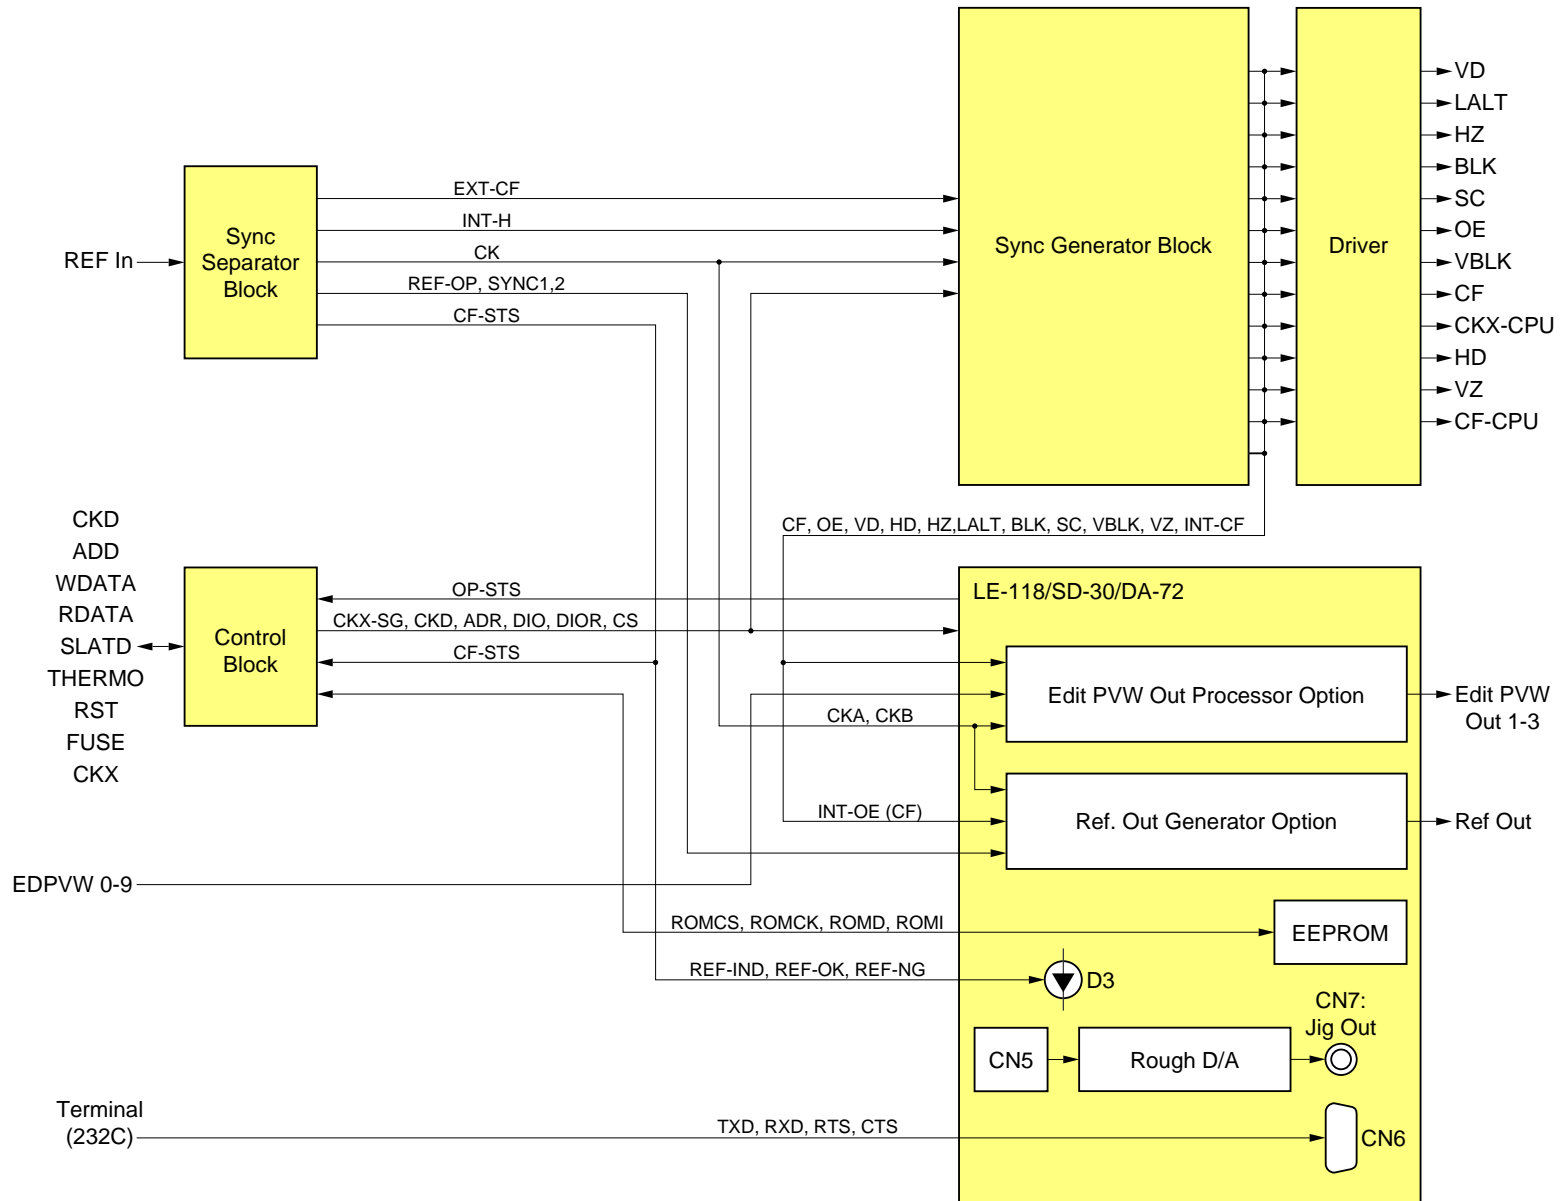 VD
LALT
HZ
BLK
SC
OE
VBLK
CF
CKX-CPU
HD
VZ
CF-CPU
Sync Generator Block
Driver
REF In
Sync
Separator
Block
EXT-CF
INT-H
CK
REF-OP, SYNC1,2
CF-STS
CF, OE, VD, HD, HZ,LALT, BLK, SC, VBLK, VZ, INT-CF
CKD
ADD
WDATA
RDATA
SLATD
THERMO
RST
FUSE
CKX
Control
Block
OP-STS
CKX-SG, CKD, ADR, DIO, DIOR, CS
CF-STS
LE-118/SD-30/DA-72
Edit PVW Out Processor Option
Edit PVW
Out 1-3
CKA, CKB
INT-OE (CF)
Ref. Out Generator Option
Ref Out
EDPVW 0-9
ROMCS, ROMCK, ROMD, ROMI
EEPROM
REF-IND, REF-OK, REF-NG
D3
CN7:
Jig Out
CN5
Rough D/A
Terminal
(232C)
TXD, RXD, RTS, CTS
CN6